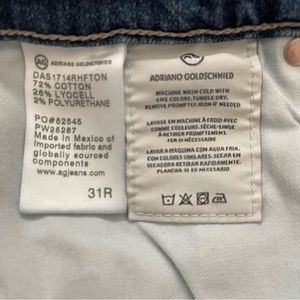 AG
ADRIANO GOLDSCHMIED
DAS1714RHFTON
72% COTTON
26% LYOCELL
2% POLYURETHANE
PO#52545
PW25287
Made in Mexico of
imported fabric and
globally sourced
components
www.agjeans.com
31R
ADRIANO GOLDSCHMIED
MACHINE WASH COLD WITH
LIKE COLORS, TUMBLE DRY,
REMOVE PROMPTLY, IRON IF NEEDED.
LAVAGE EN MACHINE À FROID AVEC
COMME COULEURS, SÈCHE-LINGE
À RETIRER PROMPTEMENT.
FER SI NÉCESSAIRE.
LAVAR A MAQUINA CON AGUA FRIA.
CON COLORES SIMILARES. SECAR EN
SECADORA RETIRAR RAPIDAMENTE
PLANCHA SI ES NECESARIO